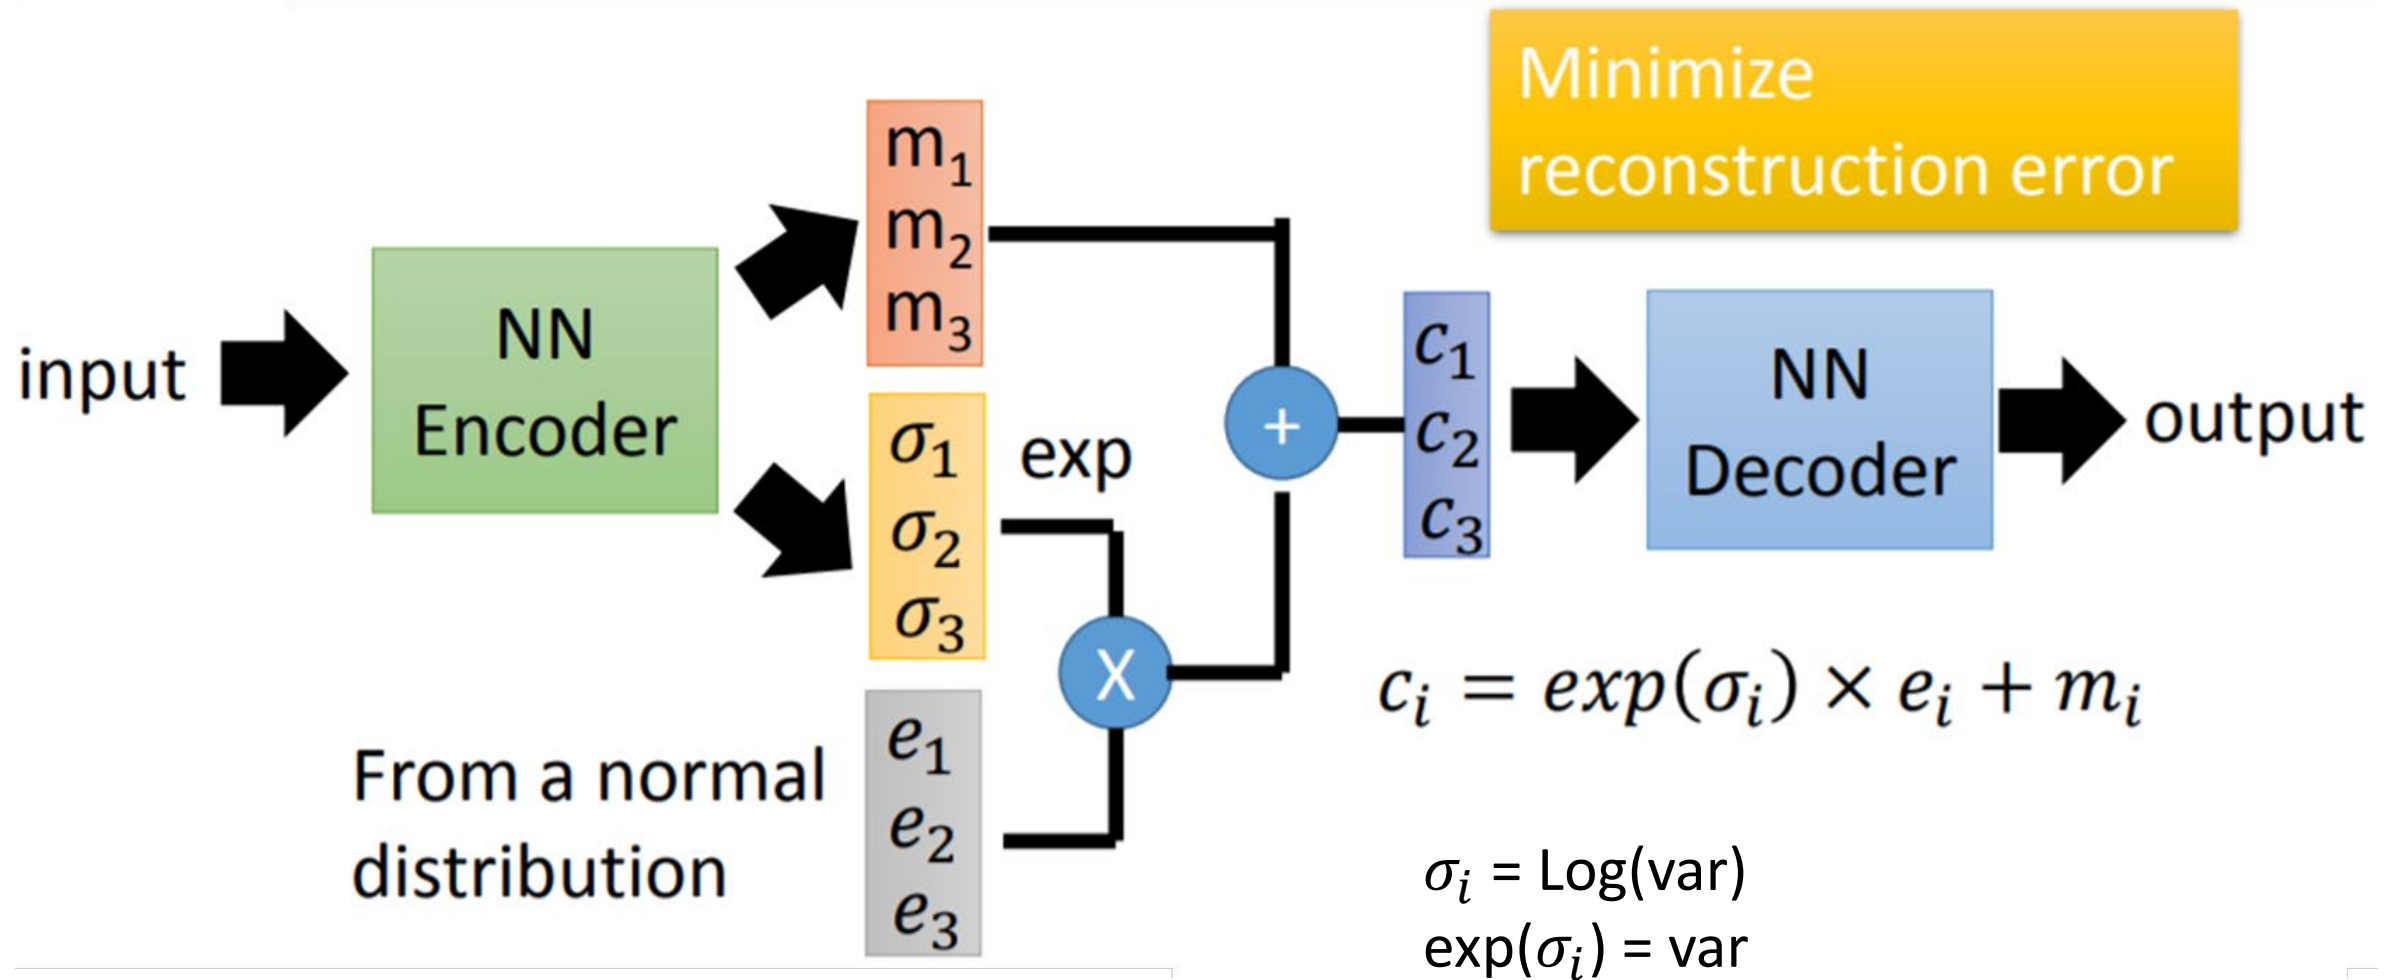 Minimize
reconstruction error
m₁
m₂
m₃
input
NN
Encoder
σ₁
σ₂
σ₃
exp
+
c₁
c₂
c₃
NN
Decoder
output
X
From a normal
distribution
e₁
e₂
e₃
cᵢ = exp(σᵢ) × eᵢ + mᵢ
σᵢ = Log(var)
exp(σᵢ) = var